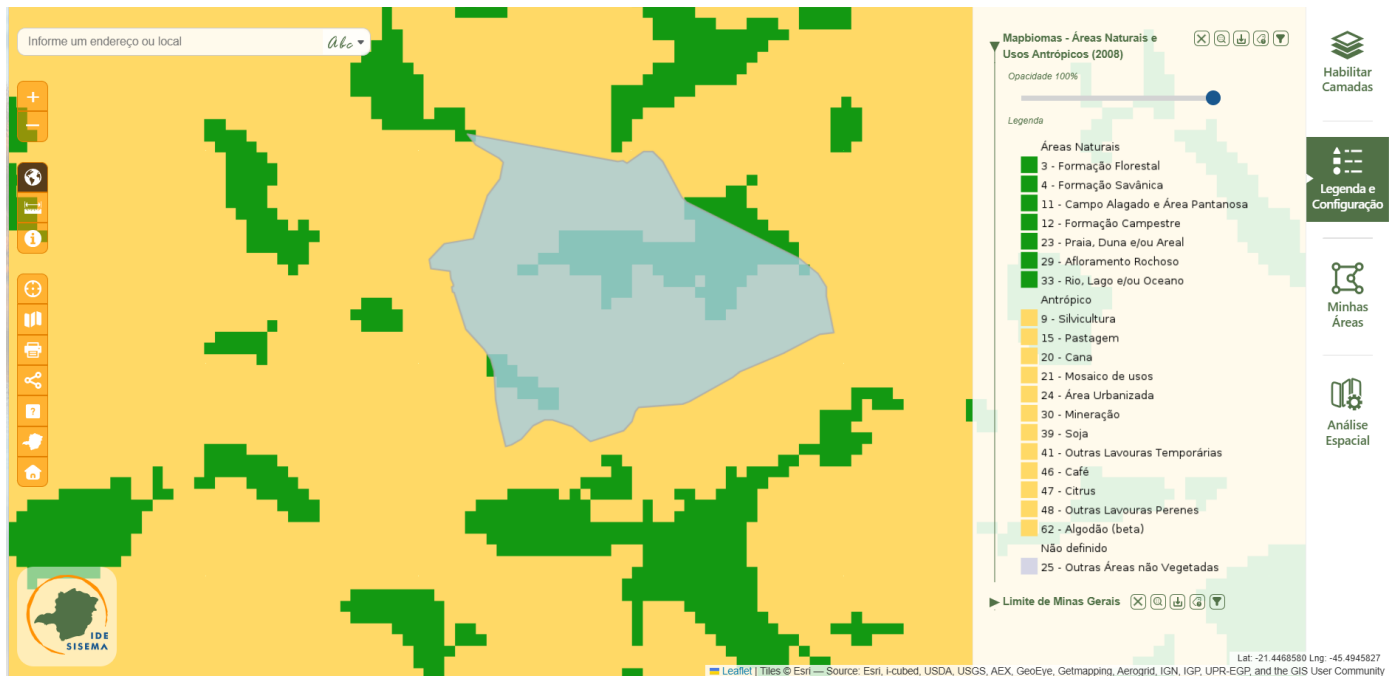 Informe um endereço ou local
Abc
Mapbiomas - Áreas Naturais e
Usos Antrópicos (2008)
Opacidade 100%
Legenda
Áreas Naturais
3 - Formação Florestal
4 - Formação Savânica
11 - Campo Alagado e Área Pantanosa
12 - Formação Campestre
23 - Praia, Duna e/ou Areal
29 - Afloramento Rochoso
33 - Rio, Lago e/ou Oceano
Antrópico
9 - Silvicultura
15 - Pastagem
20 - Cana
21 - Mosaico de usos
24 - Área Urbanizada
30 - Mineração
39 - Soja
41 - Outras Lavouras Temporárias
46 - Café
47 - Citrus
48 - Outras Lavouras Perenes
62 - Algodão (beta)
Não definido
25 - Outras Áreas não Vegetadas
Limite de Minas Gerais
Habilitar
Camadas
Legenda e
Configuração
Minhas
Áreas
Análise
Espacial
IDE
SISEMA
Lat: -21.4468580 Lng: -45.4945827
Leaflet | Tiles © Esri — Source: Esri, i-cubed, USDA, USGS, AEX, GeoEye, Getmapping, Aerogrid, IGN, IGP, UPR-EGP, and the GIS User Community